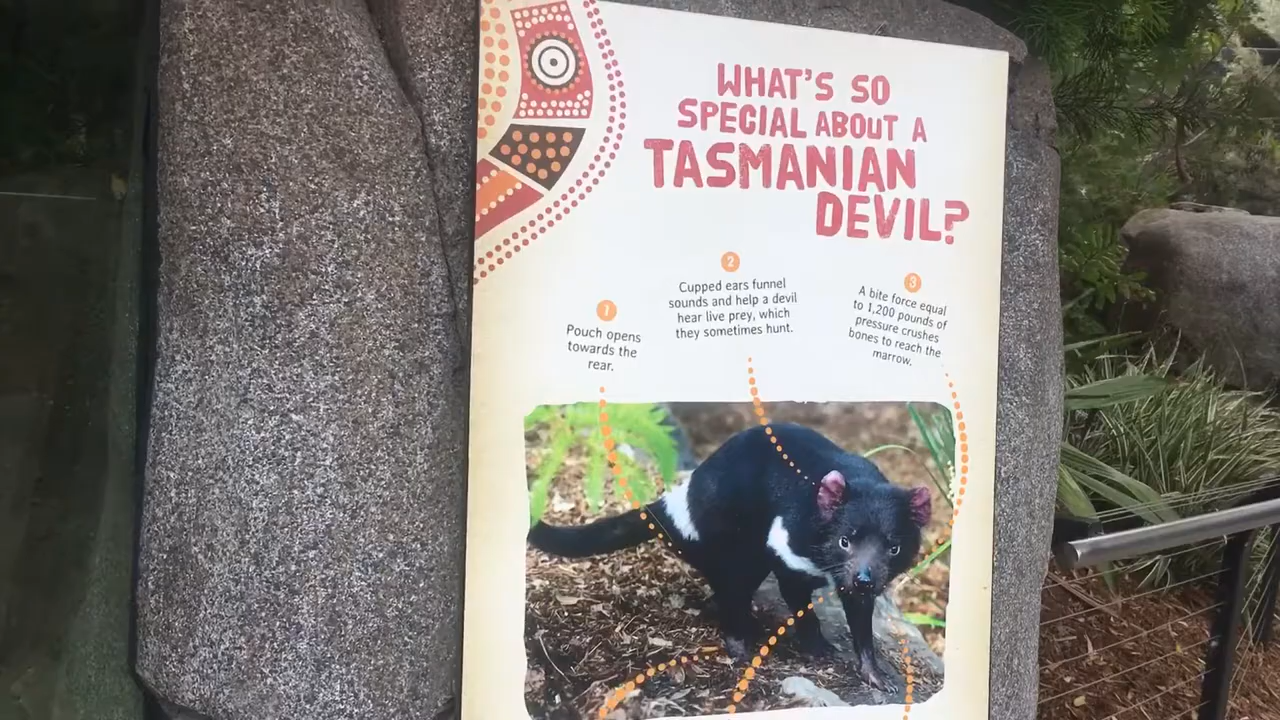 WHAT'S SO
SPECIAL ABOUT A
TASMANIAN
DEVIL?
1
Pouch opens
towards the
rear.
2
Cupped ears funnel
sounds and help a devil
hear live prey, which
they sometimes hunt.
3
A bite force equal
to 1,200 pounds of
pressure crushes
bones to reach the
marrow.